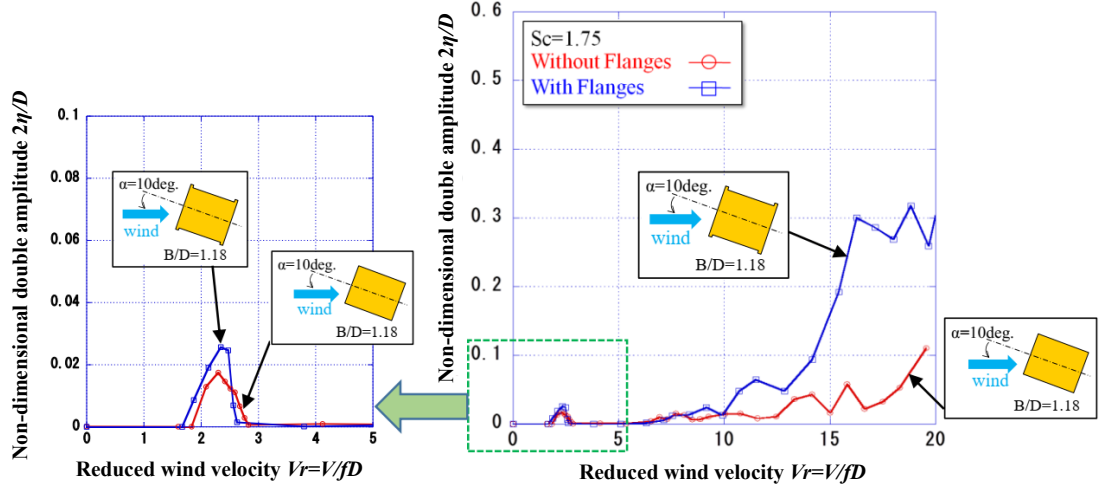 Non-dimensional double amplitude 2η/D
0.1
0.08
0.06
0.04
0.02
0
0
1
2
3
4
5
Reduced wind velocity Vr=V/fD
α=10deg.
wind
B/D=1.18
α=10deg.
wind
B/D=1.18
Non-dimensional double amplitude 2η/D
0.6
0.5
0.4
0.3
0.2
0.1
0
0
5
10
15
20
Reduced wind velocity Vr=V/fD
Sc=1.75
Without Flanges
With Flanges
α=10deg.
wind
B/D=1.18
α=10deg.
wind
B/D=1.18